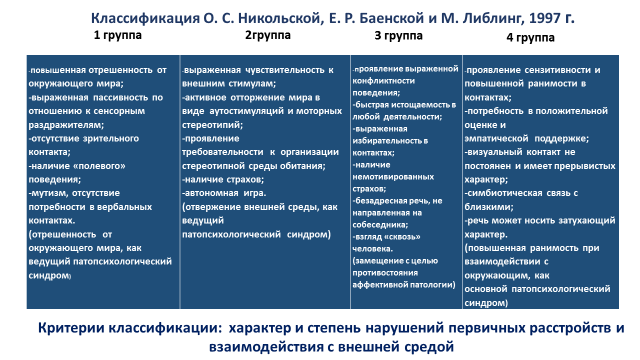 Классификация О. С. Никольской, Е. Р. Баенской и М. Либлинг, 1997 г.
1 группа
2группа
3 группа
4 группа
-повышенная отрешенность от
окружающего мира;
-выраженная пассивность по
отношению к сенсорным
раздражителям;
-отсутствие зрительного
контакта;
-наличие «полевого»
поведения;
-мутизм, отсутствие
потребности в вербальных
контактах.
(отрешенность от
окружающего мира, как
ведущий патопсихологический
синдром)
-выраженная чувствительность к
внешним стимулам;
-активное отторжение мира в
виде аутостимуляций и моторных
стереотипий;
-проявление
требовательности к организации
стереотипной среды обитания;
-наличие страхов;
-автономная игра.
(отвержение внешней среды, как
ведущий
патопсихологический синдром)
-проявление выраженной
конфликтности
поведения;
-быстрая истощаемость в
любой деятельности;
-выраженная
избирательность в
контактах;
-наличие
немотивированных
страхов;
-безадресная речь, не
направленная на
собеседника;
-взгляд «сквозь»
человека.
(замещение с целью
противостояния
аффективной патологии)
-проявление сензитивности и
повышенной ранимости в
контактах;
-потребность в положительной
оценке и
эмпатической поддержке;
-визуальный контакт не
постоянен и имеет прерывистых
характер;
-симбиотическая связь с
близкими;
-речь может носить затухающий
характер.
(повышенная ранимость при
взаимодействии с
окружающим, как
основной патопсихологический
синдром)
Критерии классификации: характер и степень нарушений первичных расстройств и
взаимодействия с внешней средой